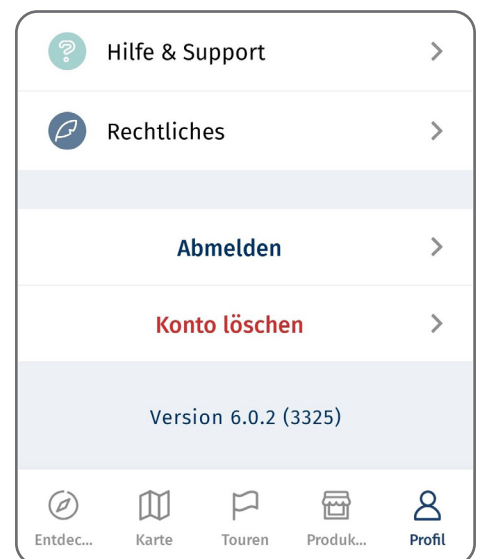 Hilfe & Support
Rechtliches
Abmelden
Konto löschen
Version 6.0.2 (3325)
Entdec... Karte Touren Produk... Profil